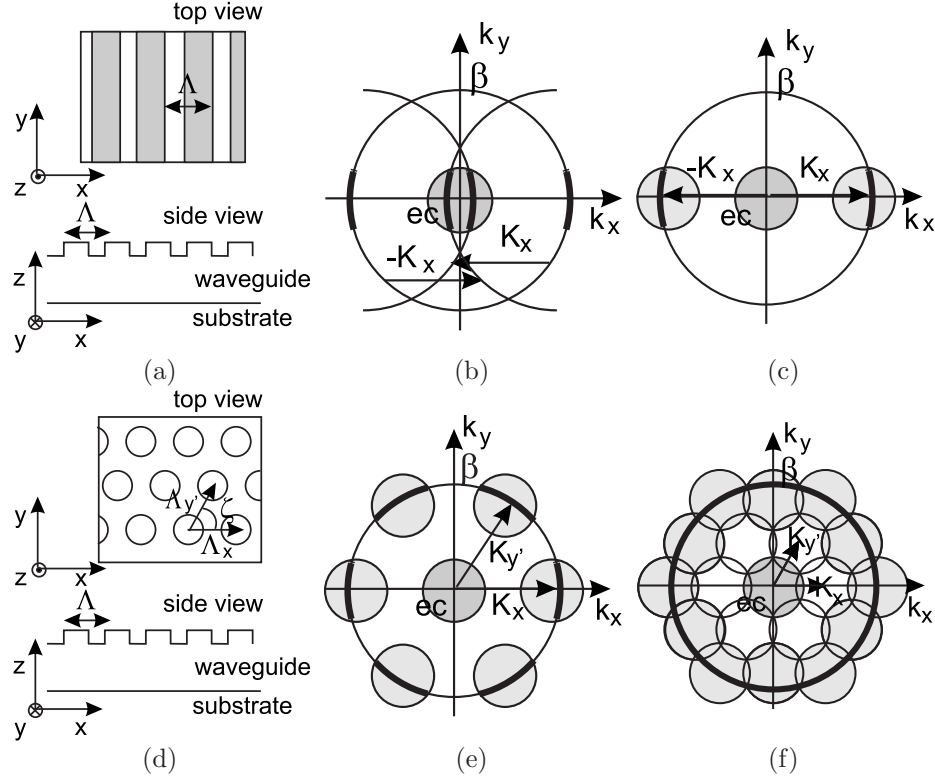 top view
Λ
y
z
x
side view
Λ
z
waveguide
substrate
y
x
(a)
k_y
β
ec
K_x
-K_x
k_x
(b)
k_y
β
-K_x
K_x
ec
k_x
(c)
top view
Λ_y'
ζ
Λ_x
y
z
x
side view
Λ
z
waveguide
substrate
y
x
(d)
k_y
β
K_y'
ec
K_x
k_x
(e)
k_y
β
K_y'
ec
K_x
k_x
(f)